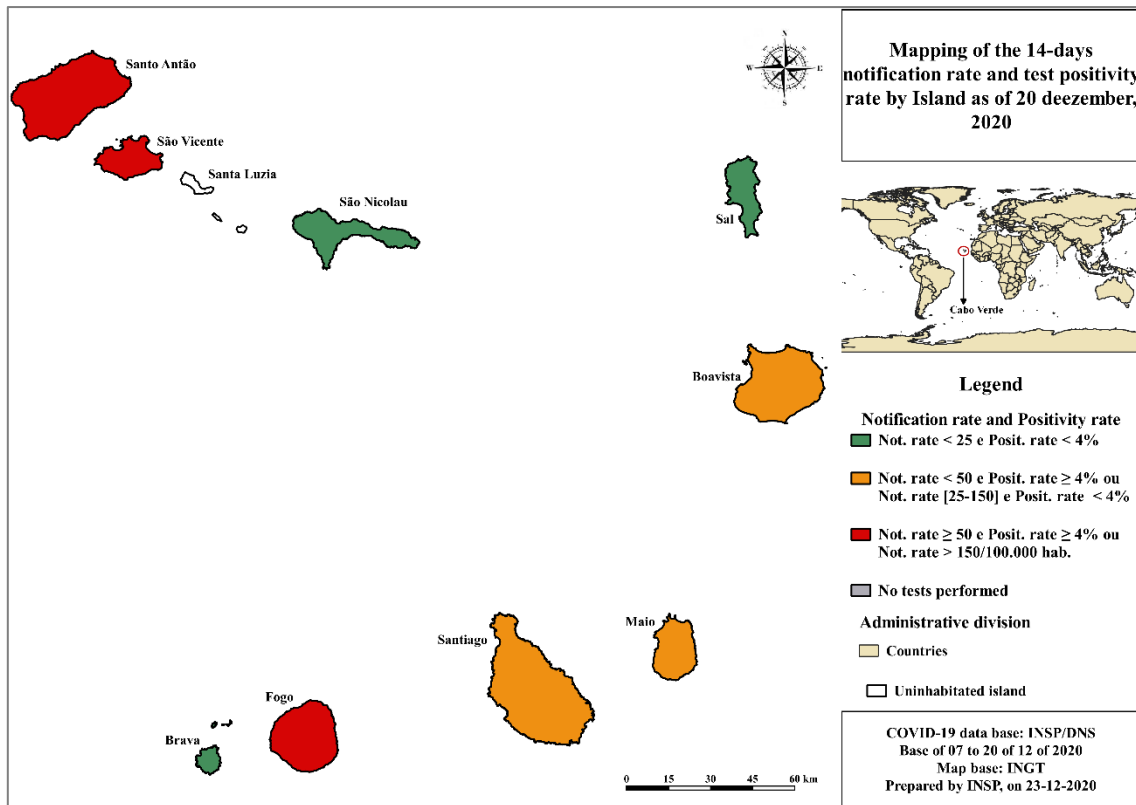 Santo Antão
São Vicente
Santa Luzia
São Nicolau
Sal
Boavista
Maio
Santiago
Fogo
Brava
N
W
E
S
0 15 30 45 60 km
Mapping of the 14-days
notification rate and test positivity
rate by Island as of 20 deezember,
2020
Cabo Verde
Legend
Notification rate and Positivity rate
Not. rate < 25 e Posit. rate < 4%
Not. rate < 50 e Posit. rate ≥ 4% ou
Not. rate [25-150] e Posit. rate < 4%
Not. rate ≥ 50 e Posit. rate ≥ 4% ou
Not. rate > 150/100.000 hab.
No tests performed
Administrative division
Countries
Uninhabitated island
COVID-19 data base: INSP/DNS
Base of 07 to 20 of 12 of 2020
Map base: INGT
Prepared by INSP, on 23-12-2020